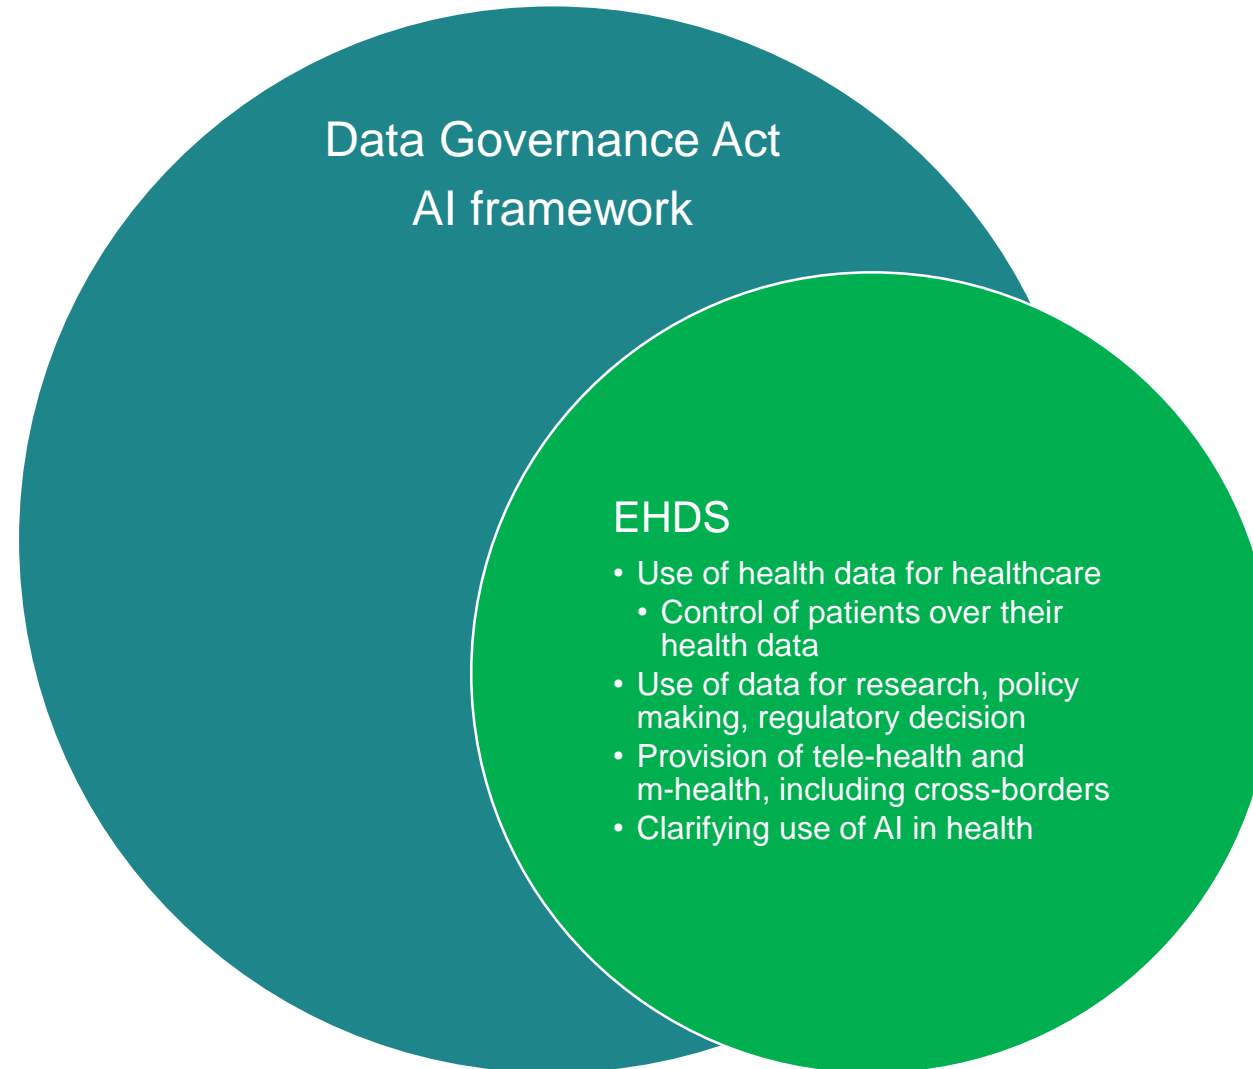 Data Governance Act
AI framework
EHDS
• Use of health data for healthcare
• Control of patients over their
health data
• Use of data for research, policy
making, regulatory decision
• Provision of tele-health and
m-health, including cross-borders
• Clarifying use of AI in health